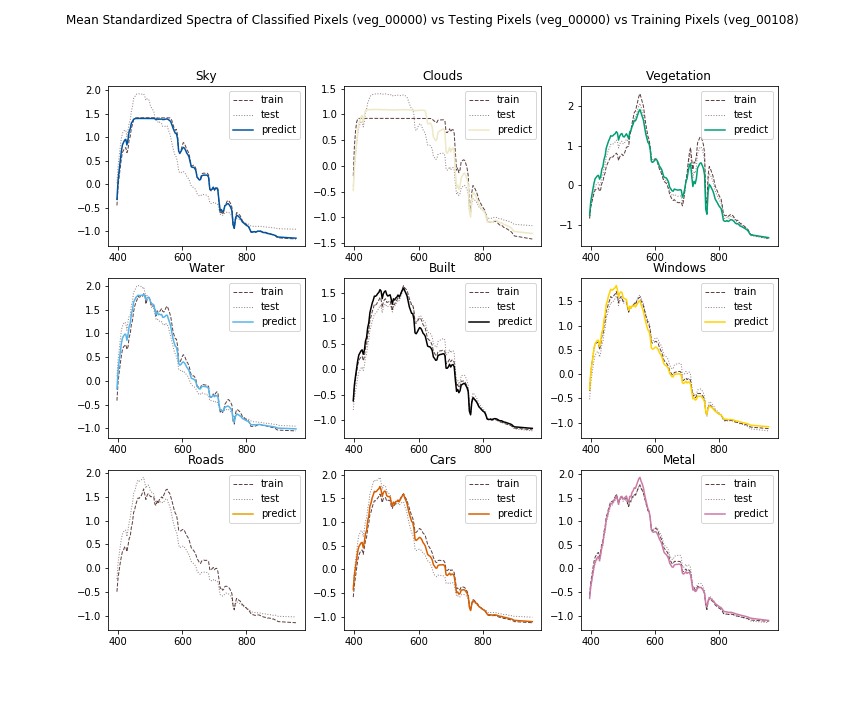 Mean Standardized Spectra of Classified Pixels (veg_00000) vs Testing Pixels (veg_00000) vs Training Pixels (veg_00108)
Sky
2.0
1.5
1.0
0.5
0.0
−0.5
−1.0
400
600
800
train
test
predict
Clouds
1.5
1.0
0.5
0.0
−0.5
−1.0
−1.5
400
600
800
train
test
predict
Vegetation
2
1
0
−1
400
600
800
train
test
predict
Water
2.0
1.5
1.0
0.5
0.0
−0.5
−1.0
400
600
800
train
test
predict
Built
1.5
1.0
0.5
0.0
−0.5
−1.0
400
600
800
train
test
predict
Windows
1.5
1.0
0.5
0.0
−0.5
−1.0
400
600
800
train
test
predict
Roads
2.0
1.5
1.0
0.5
0.0
−0.5
−1.0
400
600
800
train
test
predict
Cars
2.0
1.5
1.0
0.5
0.0
−0.5
−1.0
400
600
800
train
test
predict
Metal
2.0
1.5
1.0
0.5
0.0
−0.5
−1.0
400
600
800
train
test
predict